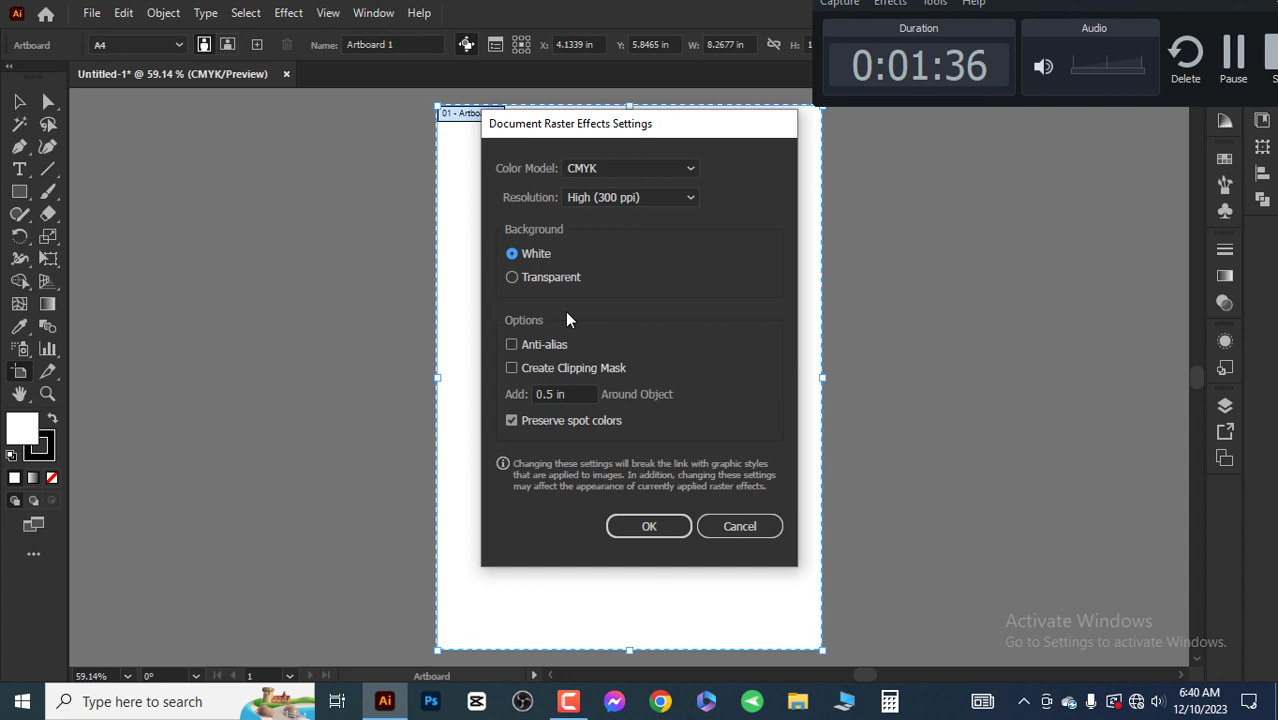 Ai File Edit Object Type Select Effect View Window Help
Capture Effects Tools Help
Artboard A4 Name: Artboard 1 X: 4.1339 in Y: 5.8465 in W: 8.2677 in H:
Duration Audio
0:01:36
Delete Pause
Untitled-1* @ 59.14 % (CMYK/Preview) ×
Document Raster Effects Settings
Color Model: CMYK
Resolution: High (300 ppi)
Background
White
Transparent
Options
Anti-alias
Create Clipping Mask
Add: 0.5 in Around Object
Preserve spot colors
Changing these settings will break the link with graphic styles
that are applied to images. In addition, changing these settings
may affect the appearance of currently applied raster effects.
OK Cancel
Activate Windows
Go to Settings to activate Windows.
59.14% 0° 1 Artboard
Type here to search Ai Ps
6:40 AM
12/10/2023